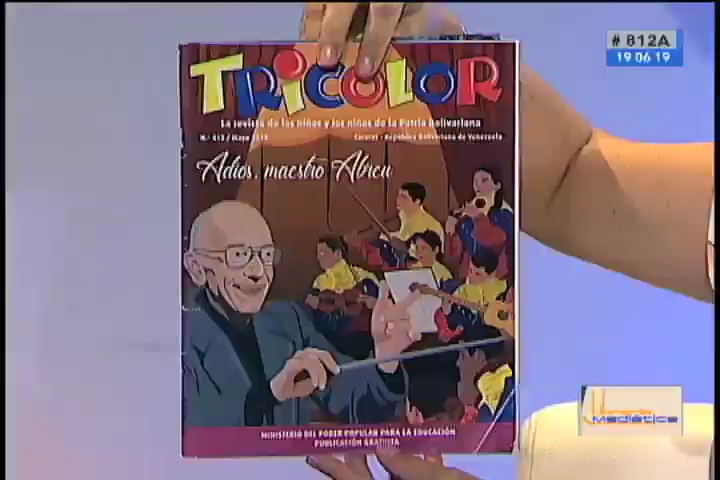 # 812A
19 06 19
TRICOLOR
La revista de los niños y las niñas de la Patria Bolivariana
Caracas - República Bolivariana de Venezuela
Adiós, maestro Abreu
Mediática
MINISTERIO DEL PODER POPULAR PARA LA EDUCACIÓN
PUBLICACIÓN GRATUITA